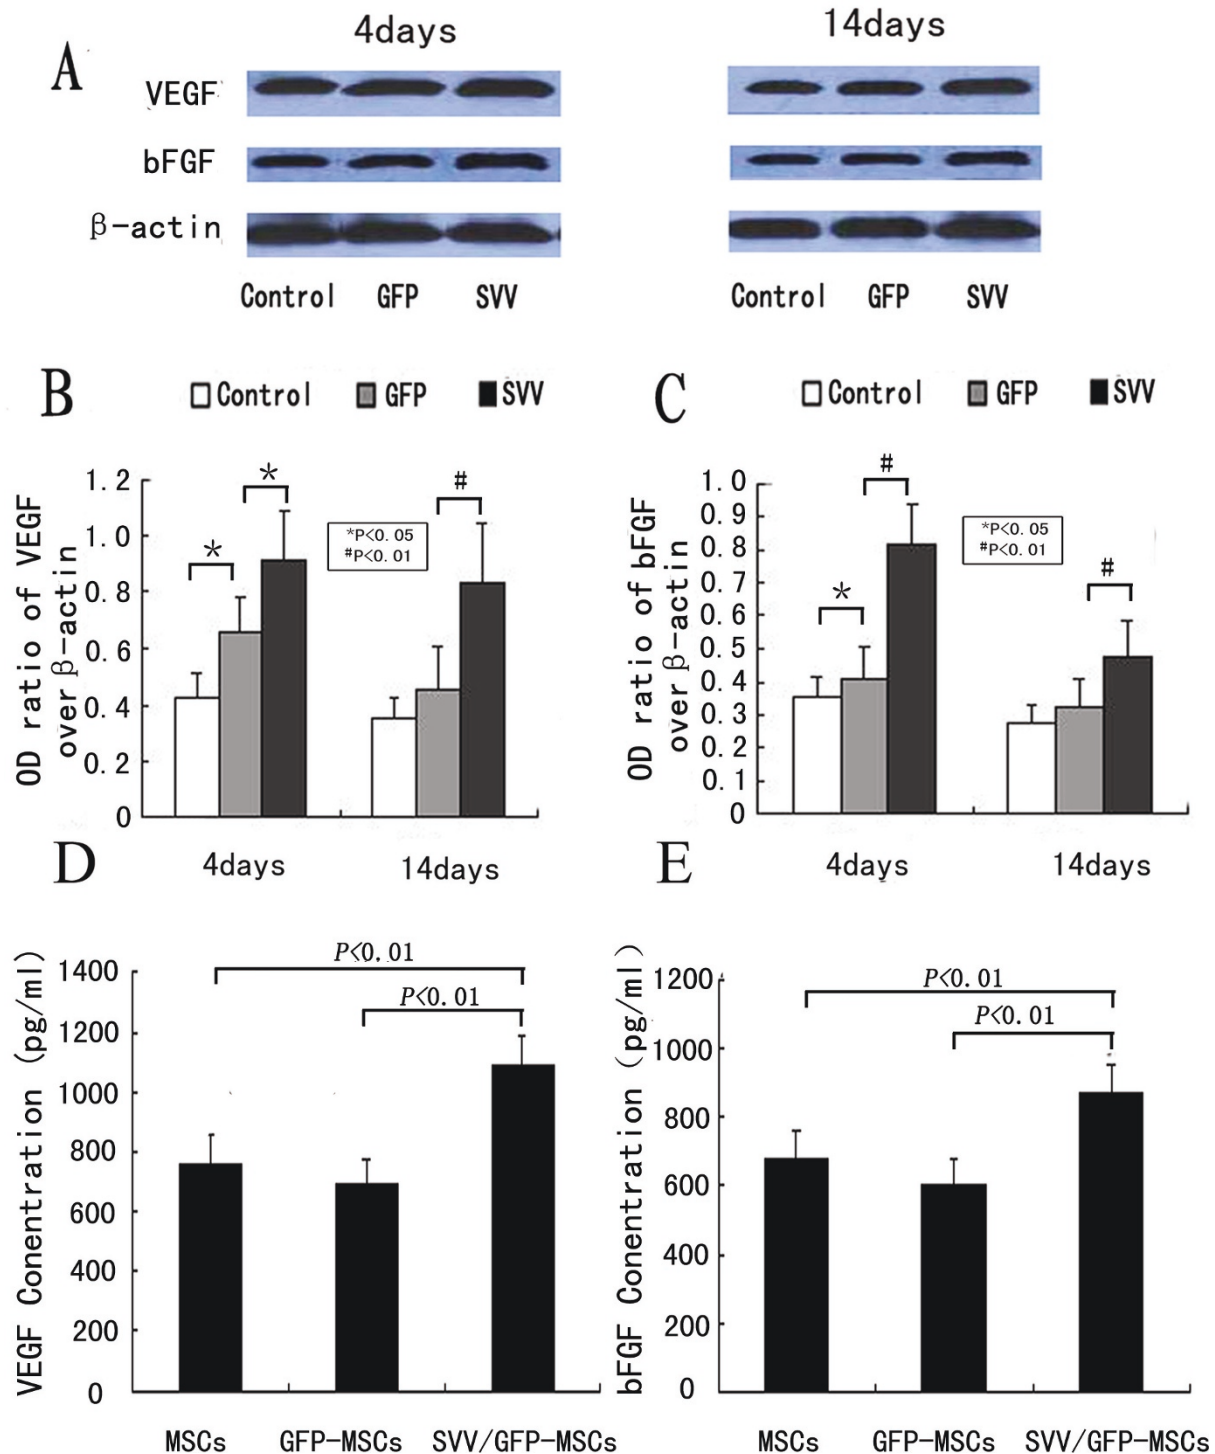 4days
14days
A
VEGF
bFGF
β-actin
Control GFP SVV
Control GFP SVV
B
Control GFP SVV
OD ratio of VEGF
over β-actin
1.2
1.0
0.8
0.6
0.4
0.2
0
*
*
#
*P<0.05
#P<0.01
4days
14days
C
Control GFP SVV
OD ratio of bFGF
over β-actin
1.0
0.9
0.8
0.7
0.6
0.5
0.4
0.3
0.2
0.1
0
*
#
#
*P<0.05
#P<0.01
4days
14days
D
VEGF Conentration (pg/ml)
1400
1200
1000
800
600
400
200
0
P<0.01
P<0.01
MSCs GFP-MSCs SVV/GFP-MSCs
E
bFGF Conentration (pg/ml)
1200
1000
800
600
400
200
0
P<0.01
P<0.01
MSCs GFP-MSCs SVV/GFP-MSCs